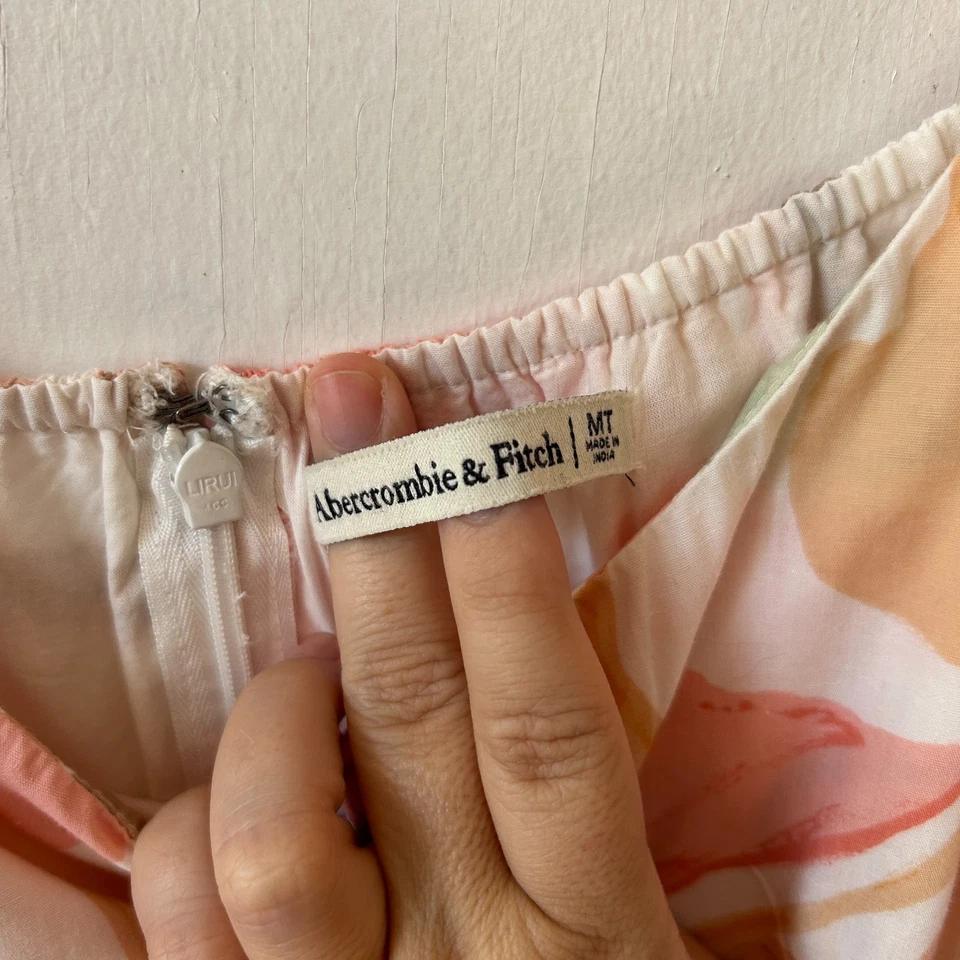 LIRUI
Abercrombie & Fitch | MT
MADE IN
INDIA